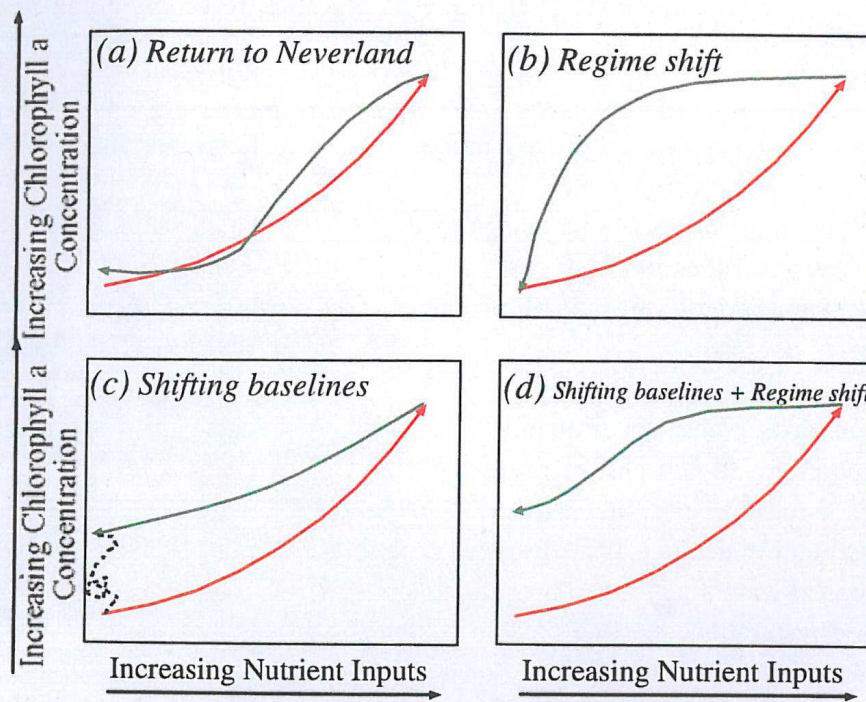 (a) Return to Neverland
(b) Regime shift
Increasing Chlorophyll a
Concentration
(c) Shifting baselines
(d) Shifting baselines + Regime shift
Increasing Chlorophyll a
Concentration
Increasing Nutrient Inputs
Increasing Nutrient Inputs